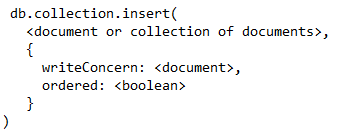 db.collection.insert(
<document or collection of documents>,
{
writeConcern: <document>,
ordered: <boolean>
}
)